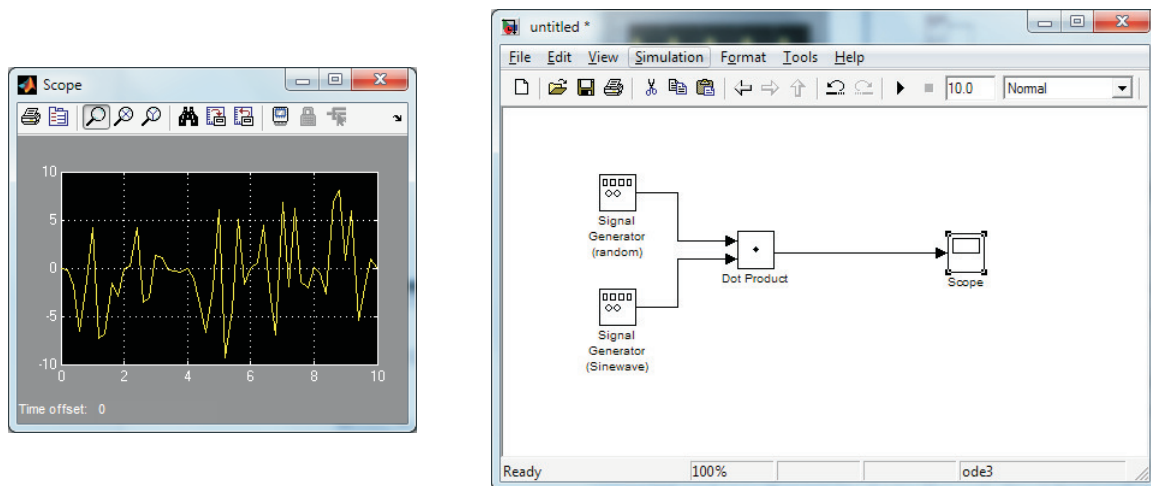 Scope
10
5
0
-5
-10
0 2 4 6 8 10
Time offset: 0
untitled *
File Edit View Simulation Format Tools Help
10.0 Normal
Signal
Generator
(random)
Dot Product
Scope
Signal
Generator
(Sinewave)
Ready 100% ode3